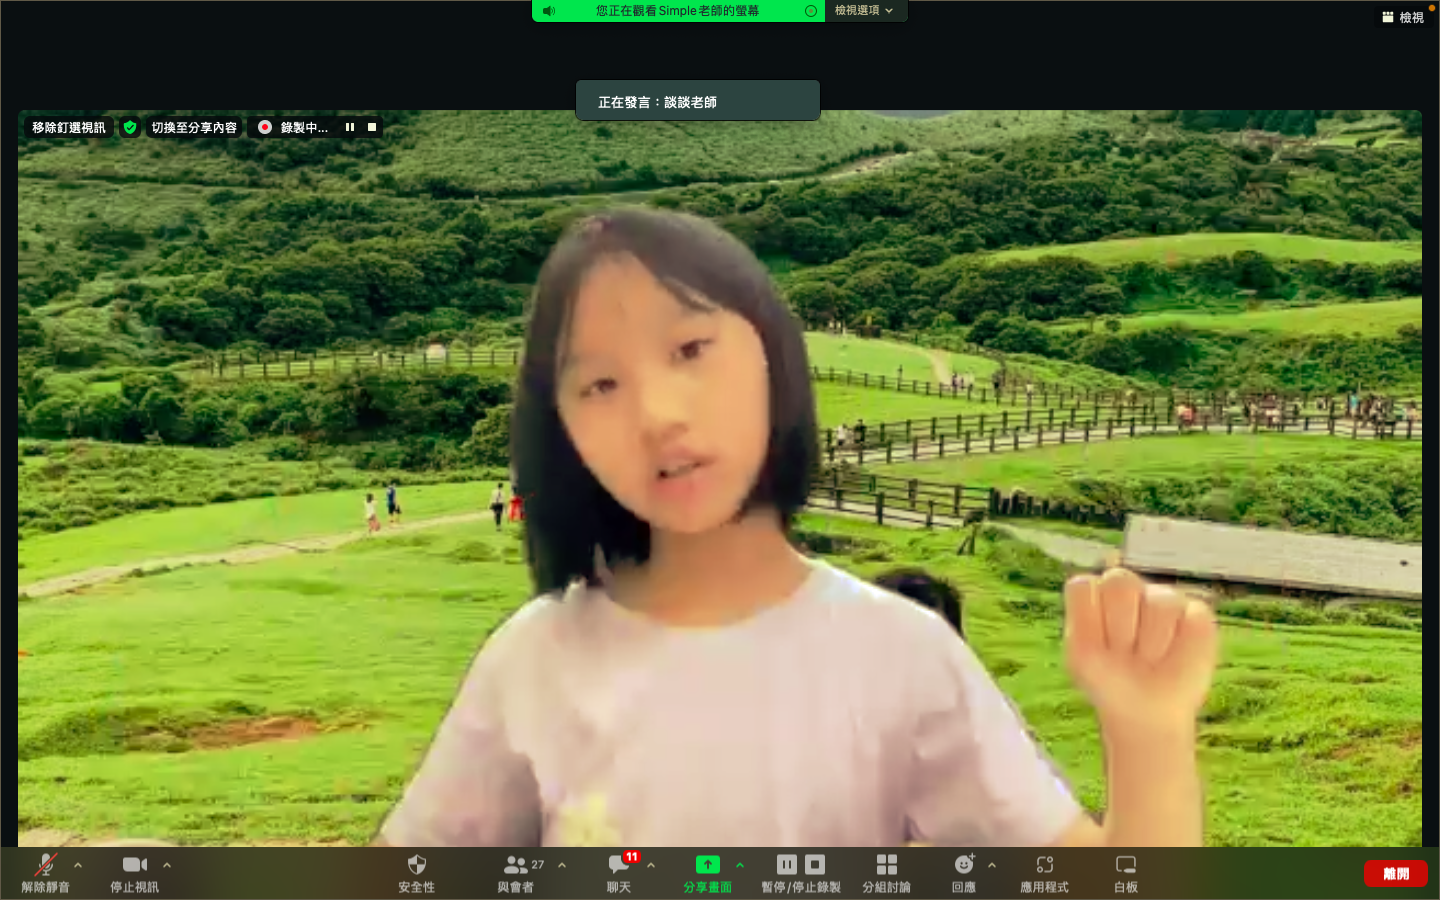 您正在觀看Simple老師的螢幕
檢視選項
檢視
正在發言：談談老師
移除釘選視訊
切換至分享內容
錄製中...
解除靜音
停止視訊
安全性
27
與會者
11
聊天
分享畫面
暫停/停止錄製
分組討論
回應
應用程式
白板
離開